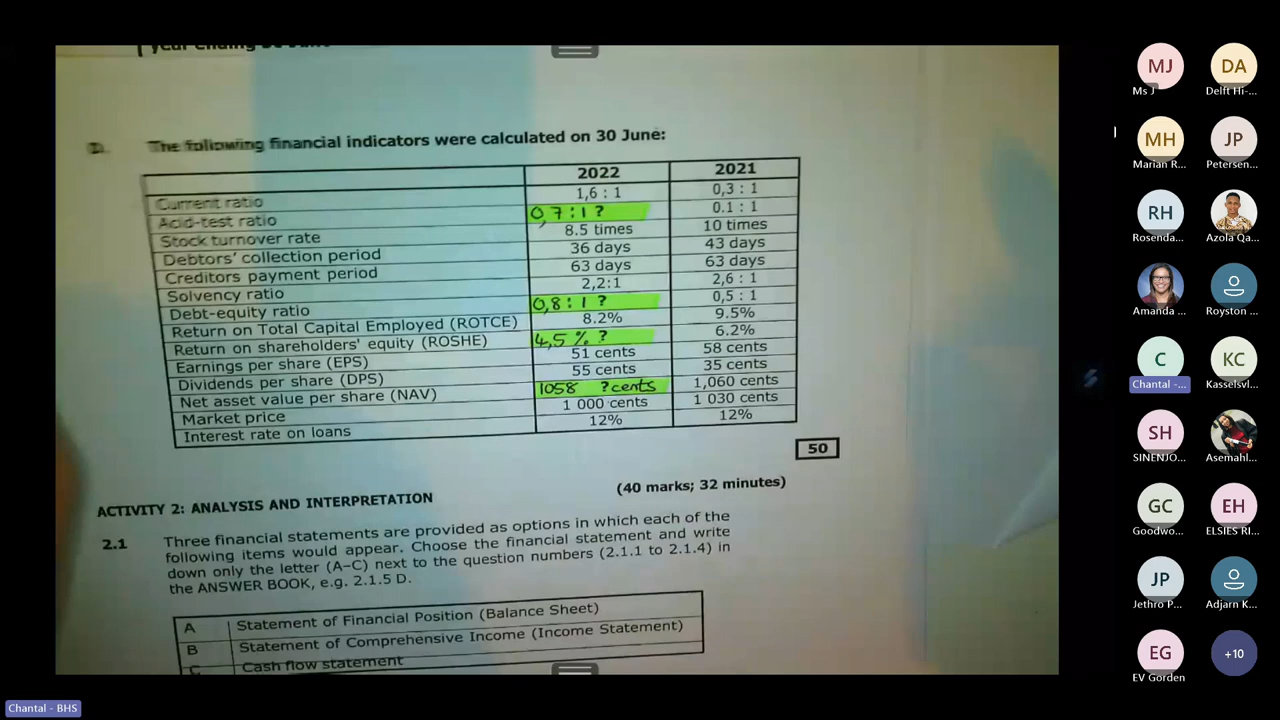 year ending 30 June
D. The following financial indicators were calculated on 30 June:
2022 2021
Current ratio 1,6 : 1 0,3 : 1
Acid-test ratio 0,7 : 1 ? 0.1 : 1
Stock turnover rate 8.5 times 10 times
Debtors' collection period 36 days 43 days
Creditors payment period 63 days 63 days
Solvency ratio 2,2:1 2,6 : 1
Debt-equity ratio 0,8 : 1 ? 0,5 : 1
Return on Total Capital Employed (ROTCE) 8.2% 9.5%
Return on shareholders' equity (ROSHE) 4,5 % ? 6.2%
Earnings per share (EPS) 51 cents 58 cents
Dividends per share (DPS) 55 cents 35 cents
Net asset value per share (NAV) 1058 ?cents 1,060 cents
Market price 1 000 cents 1 030 cents
Interest rate on loans 12% 12%
50
ACTIVITY 2: ANALYSIS AND INTERPRETATION (40 marks; 32 minutes)
2.1 Three financial statements are provided as options in which each of the
following items would appear. Choose the financial statement and write
down only the letter (A–C) next to the question numbers (2.1.1 to 2.1.4) in
the ANSWER BOOK, e.g. 2.1.5 D.
A Statement of Financial Position (Balance Sheet)
B Statement of Comprehensive Income (Income Statement)
C Cash flow statement
MJ DA
Ms J Delft Hi-...
MH JP
Marian R... Petersen...
RH
Rosenda... Azola Qa...
Amanda ... Royston ...
C KC
Chantal -... Kasselsvl...
SH
SINENJO... Asemahl...
GC EH
Goodwo... ELSIES RI...
JP
Jethro P... Adjarn K...
EG +10
EV Gorden
Chantal - BHS